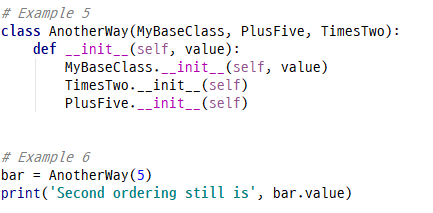 # Example 5
class AnotherWay(MyBaseClass, PlusFive, TimesTwo):
    def __init__(self, value):
        MyBaseClass.__init__(self, value)
        TimesTwo.__init__(self)
        PlusFive.__init__(self)
# Example 6
bar = AnotherWay(5)
print('Second ordering still is', bar.value)